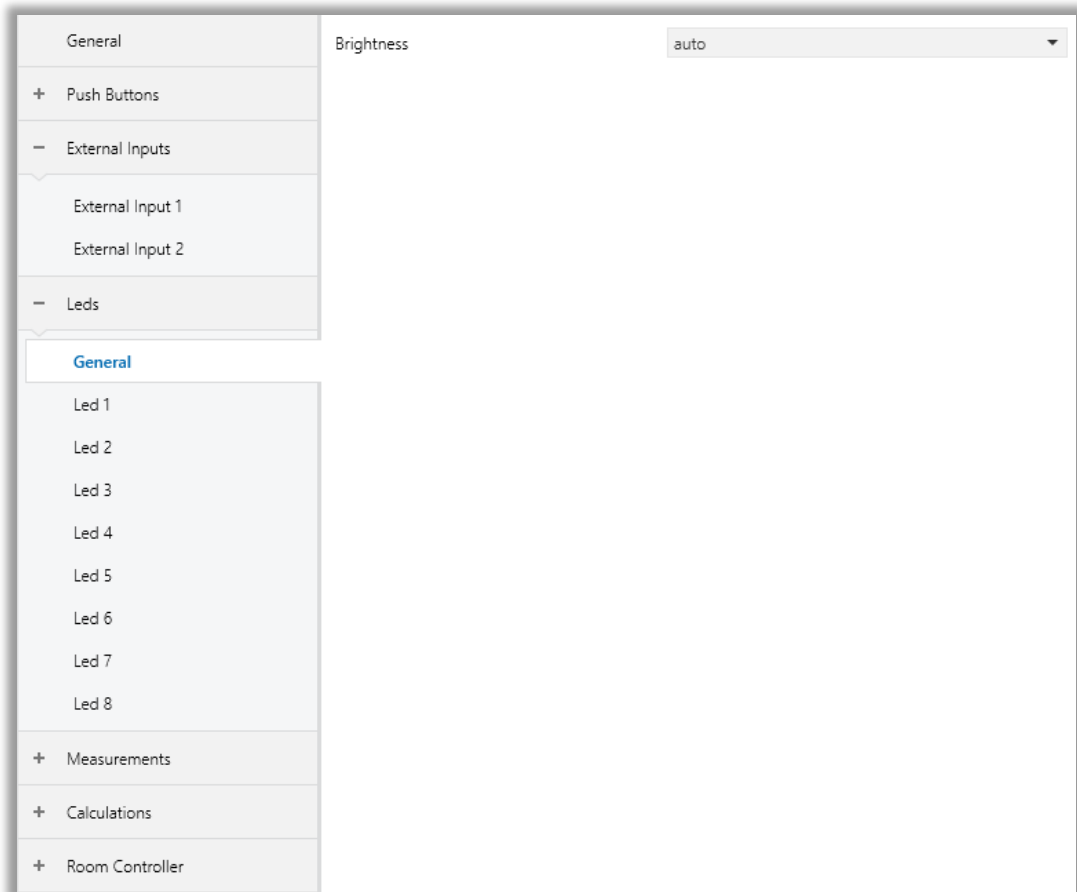 General
Brightness
auto
Push Buttons
External Inputs
External Input 1
External Input 2
Leds
General
Led 1
Led 2
Led 3
Led 4
Led 5
Led 6
Led 7
Led 8
Measurements
Calculations
Room Controller